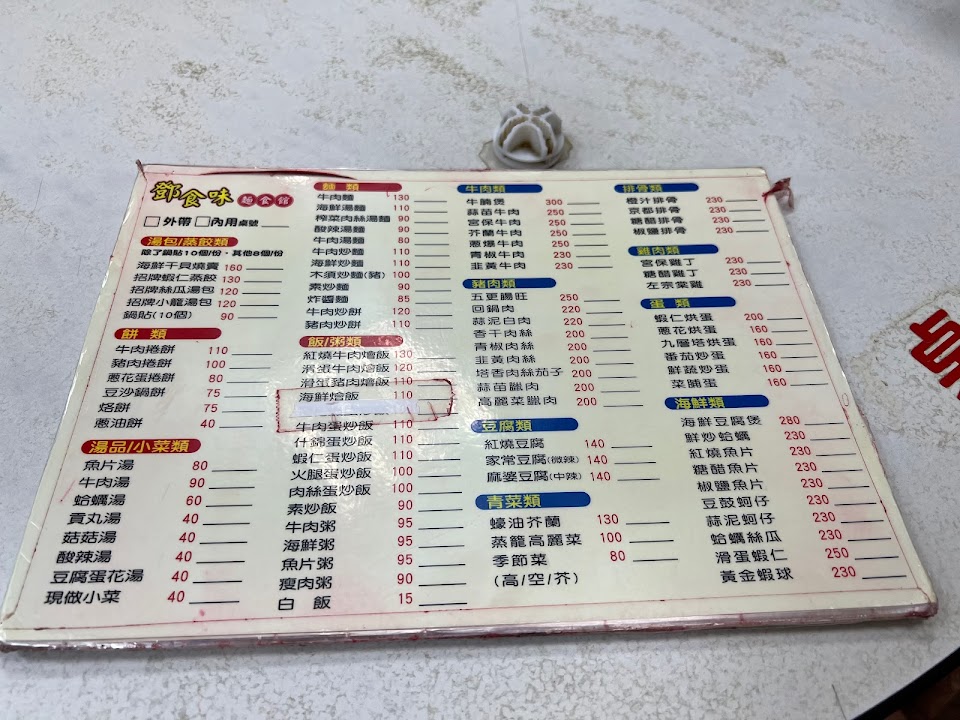 鄧食味 麵食館
□外帶 □內用 桌號
湯包/蒸餃類
除了鍋貼10個/份，其他8個/份
海鮮干貝燒賣 160
招牌蝦仁蒸餃 130
招牌絲瓜湯包 120
招牌小籠湯包 120
鍋貼(10個) 90
餅 類
牛肉捲餅 110
豬肉捲餅 100
蔥花蛋捲餅 80
豆沙鍋餅 75
烙餅 75
蔥油餅 40
湯品/小菜類
魚片湯 80
牛肉湯 90
蛤蠣湯 60
貢丸湯 40
菇菇湯 40
酸辣湯 40
豆腐蛋花湯 40
現做小菜 40
麵 類
牛肉麵 130
海鮮湯麵 110
榨菜肉絲湯麵 90
酸辣湯麵 90
牛肉湯麵 80
牛肉炒麵 110
海鮮炒麵 110
木須炒麵(豬) 100
素炒麵 90
炸醬麵 85
牛肉炒餅 120
豬肉炒餅 110
飯/粥類
紅燒牛肉燴飯 130
滑蛋牛肉燴飯 120
滑蛋豬肉燴飯 110
海鮮燴飯 110
牛肉蛋炒飯 110
什錦蛋炒飯 110
蝦仁蛋炒飯 110
火腿蛋炒飯 100
肉絲蛋炒飯 100
素炒飯 90
牛肉粥 95
海鮮粥 95
魚片粥 95
瘦肉粥 90
白 飯 15
牛肉類
牛腩煲 300
蒜苗牛肉 250
宮保牛肉 250
芥蘭牛肉 250
蔥爆牛肉 250
青椒牛肉 200
韭黃牛肉 250
豬肉類
五更腸旺 250
回鍋肉 220
蒜泥白肉 220
香干肉絲 200
青椒肉絲 200
韭黃肉絲 200
塔香肉絲茄子 200
蒜苗臘肉 200
高麗菜臘肉 200
豆腐類
紅燒豆腐 140
家常豆腐(微辣) 140
麻婆豆腐(中辣) 140
青菜類
蠔油芥蘭 130
蒸籠高麗菜 100
季節菜 80
(高/空/芥)
排骨類
橙汁排骨 230
京都排骨 230
糖醋排骨 230
椒鹽排骨 230
雞肉類
宮保雞丁 230
糖醋雞丁 230
左宗棠雞 230
蛋 類
蝦仁烘蛋 200
蔥花烘蛋 160
九層塔烘蛋 160
番茄炒蛋 160
鮮蔬炒蛋 160
菜脯蛋 160
海鮮類
海鮮豆腐煲 280
鮮炒蛤蠣 230
紅燒魚片 230
糖醋魚片 230
椒鹽魚片 230
豆鼓蚵仔 230
蒜泥蚵仔 230
蛤蠣絲瓜 230
滑蛋蝦仁 250
黃金蝦球 230